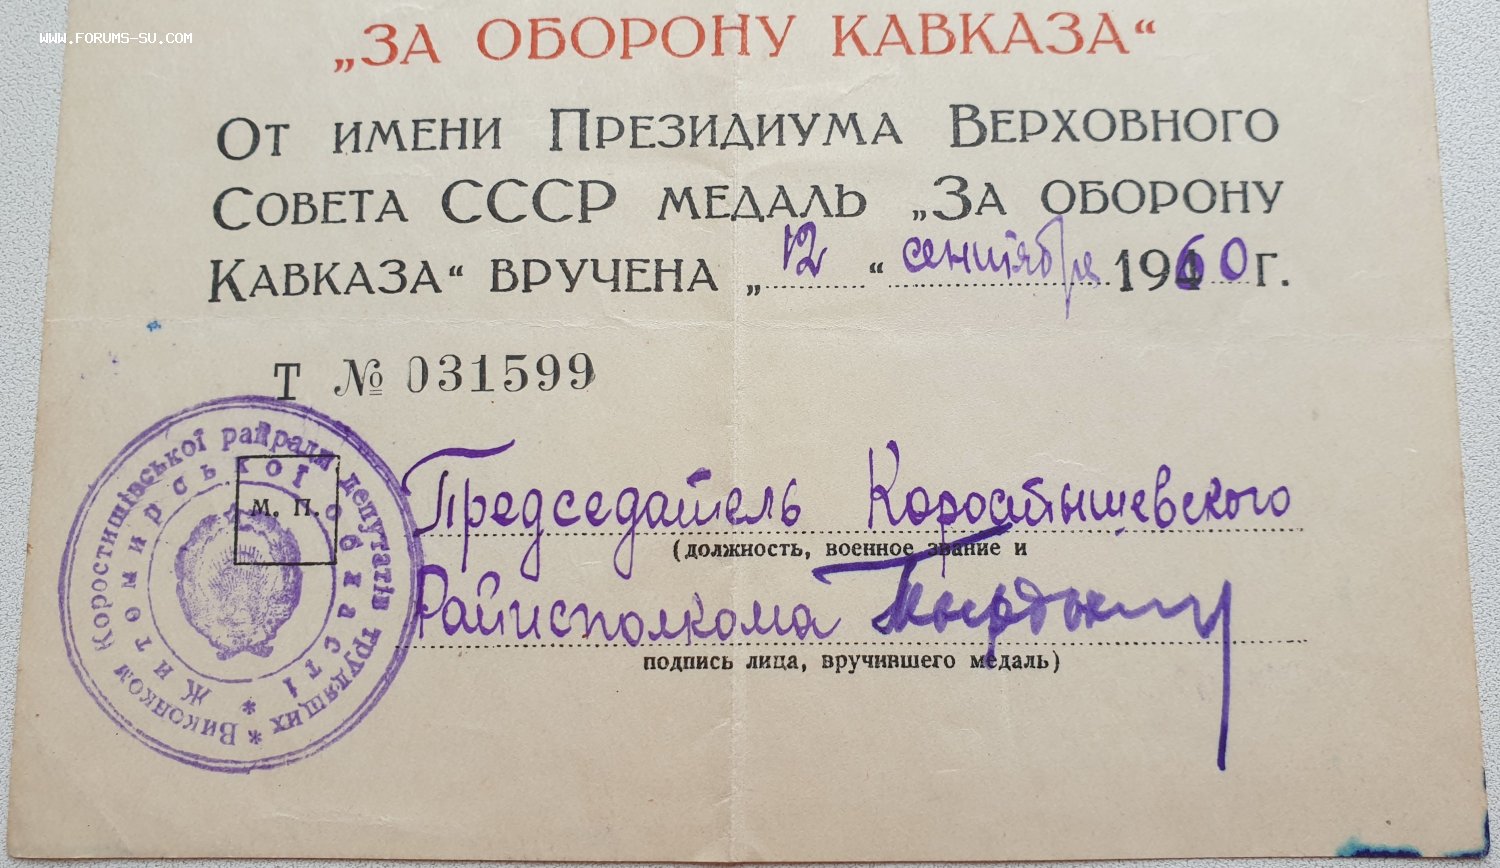 WWW.FORUMS-SU.COM
„ЗА ОБОРОНУ КАВКАЗА“
От имени Президиума Верховного
Совета СССР медаль „За оборону
Кавказа“ вручена „ 12 “ сентября 1960 г.
Т № 031599
М. П.
Председатель Коростышевского
(должность, военное звание и
Райисполкома
подпись лица, вручившего медаль)
* Виконком Коростишівської райради депутатів трудящих
* Житомирської області